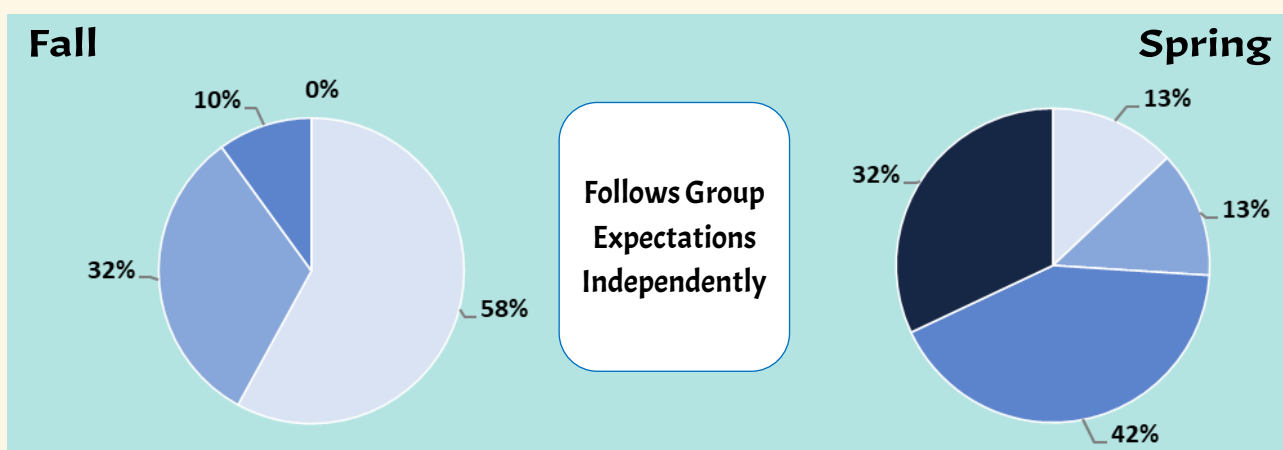 Fall
Spring
10%
0%
32%
58%
Follows Group
Expectations
Independently
13%
32%
13%
42%